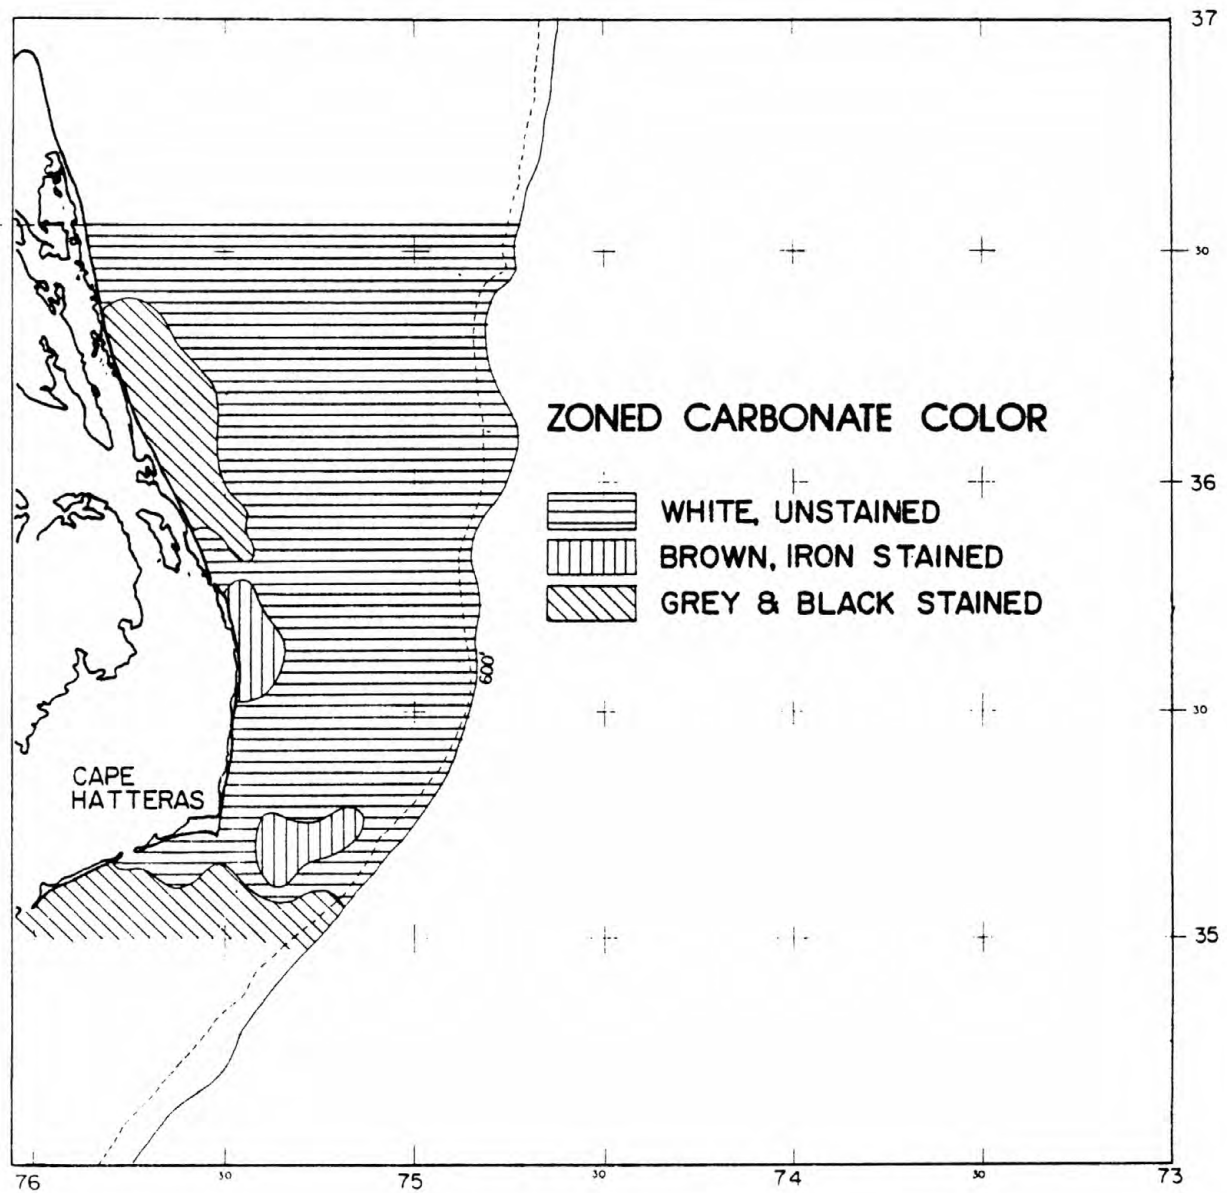 37
30
ZONED CARBONATE COLOR
36
WHITE, UNSTAINED
BROWN, IRON STAINED
GREY & BLACK STAINED
600'
30
CAPE
HATTERAS
35
76 30 75 30 74 30 73